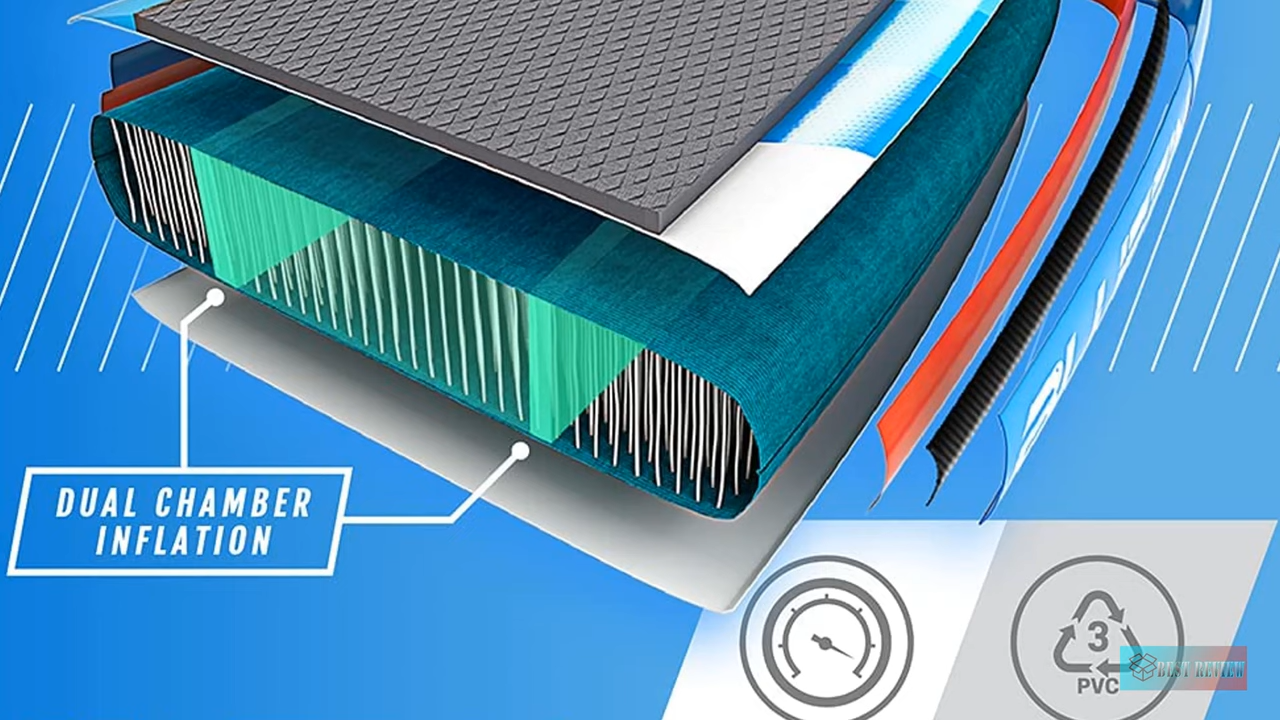 DUAL CHAMBER
INFLATION
3
PVC
BEST REVIEW